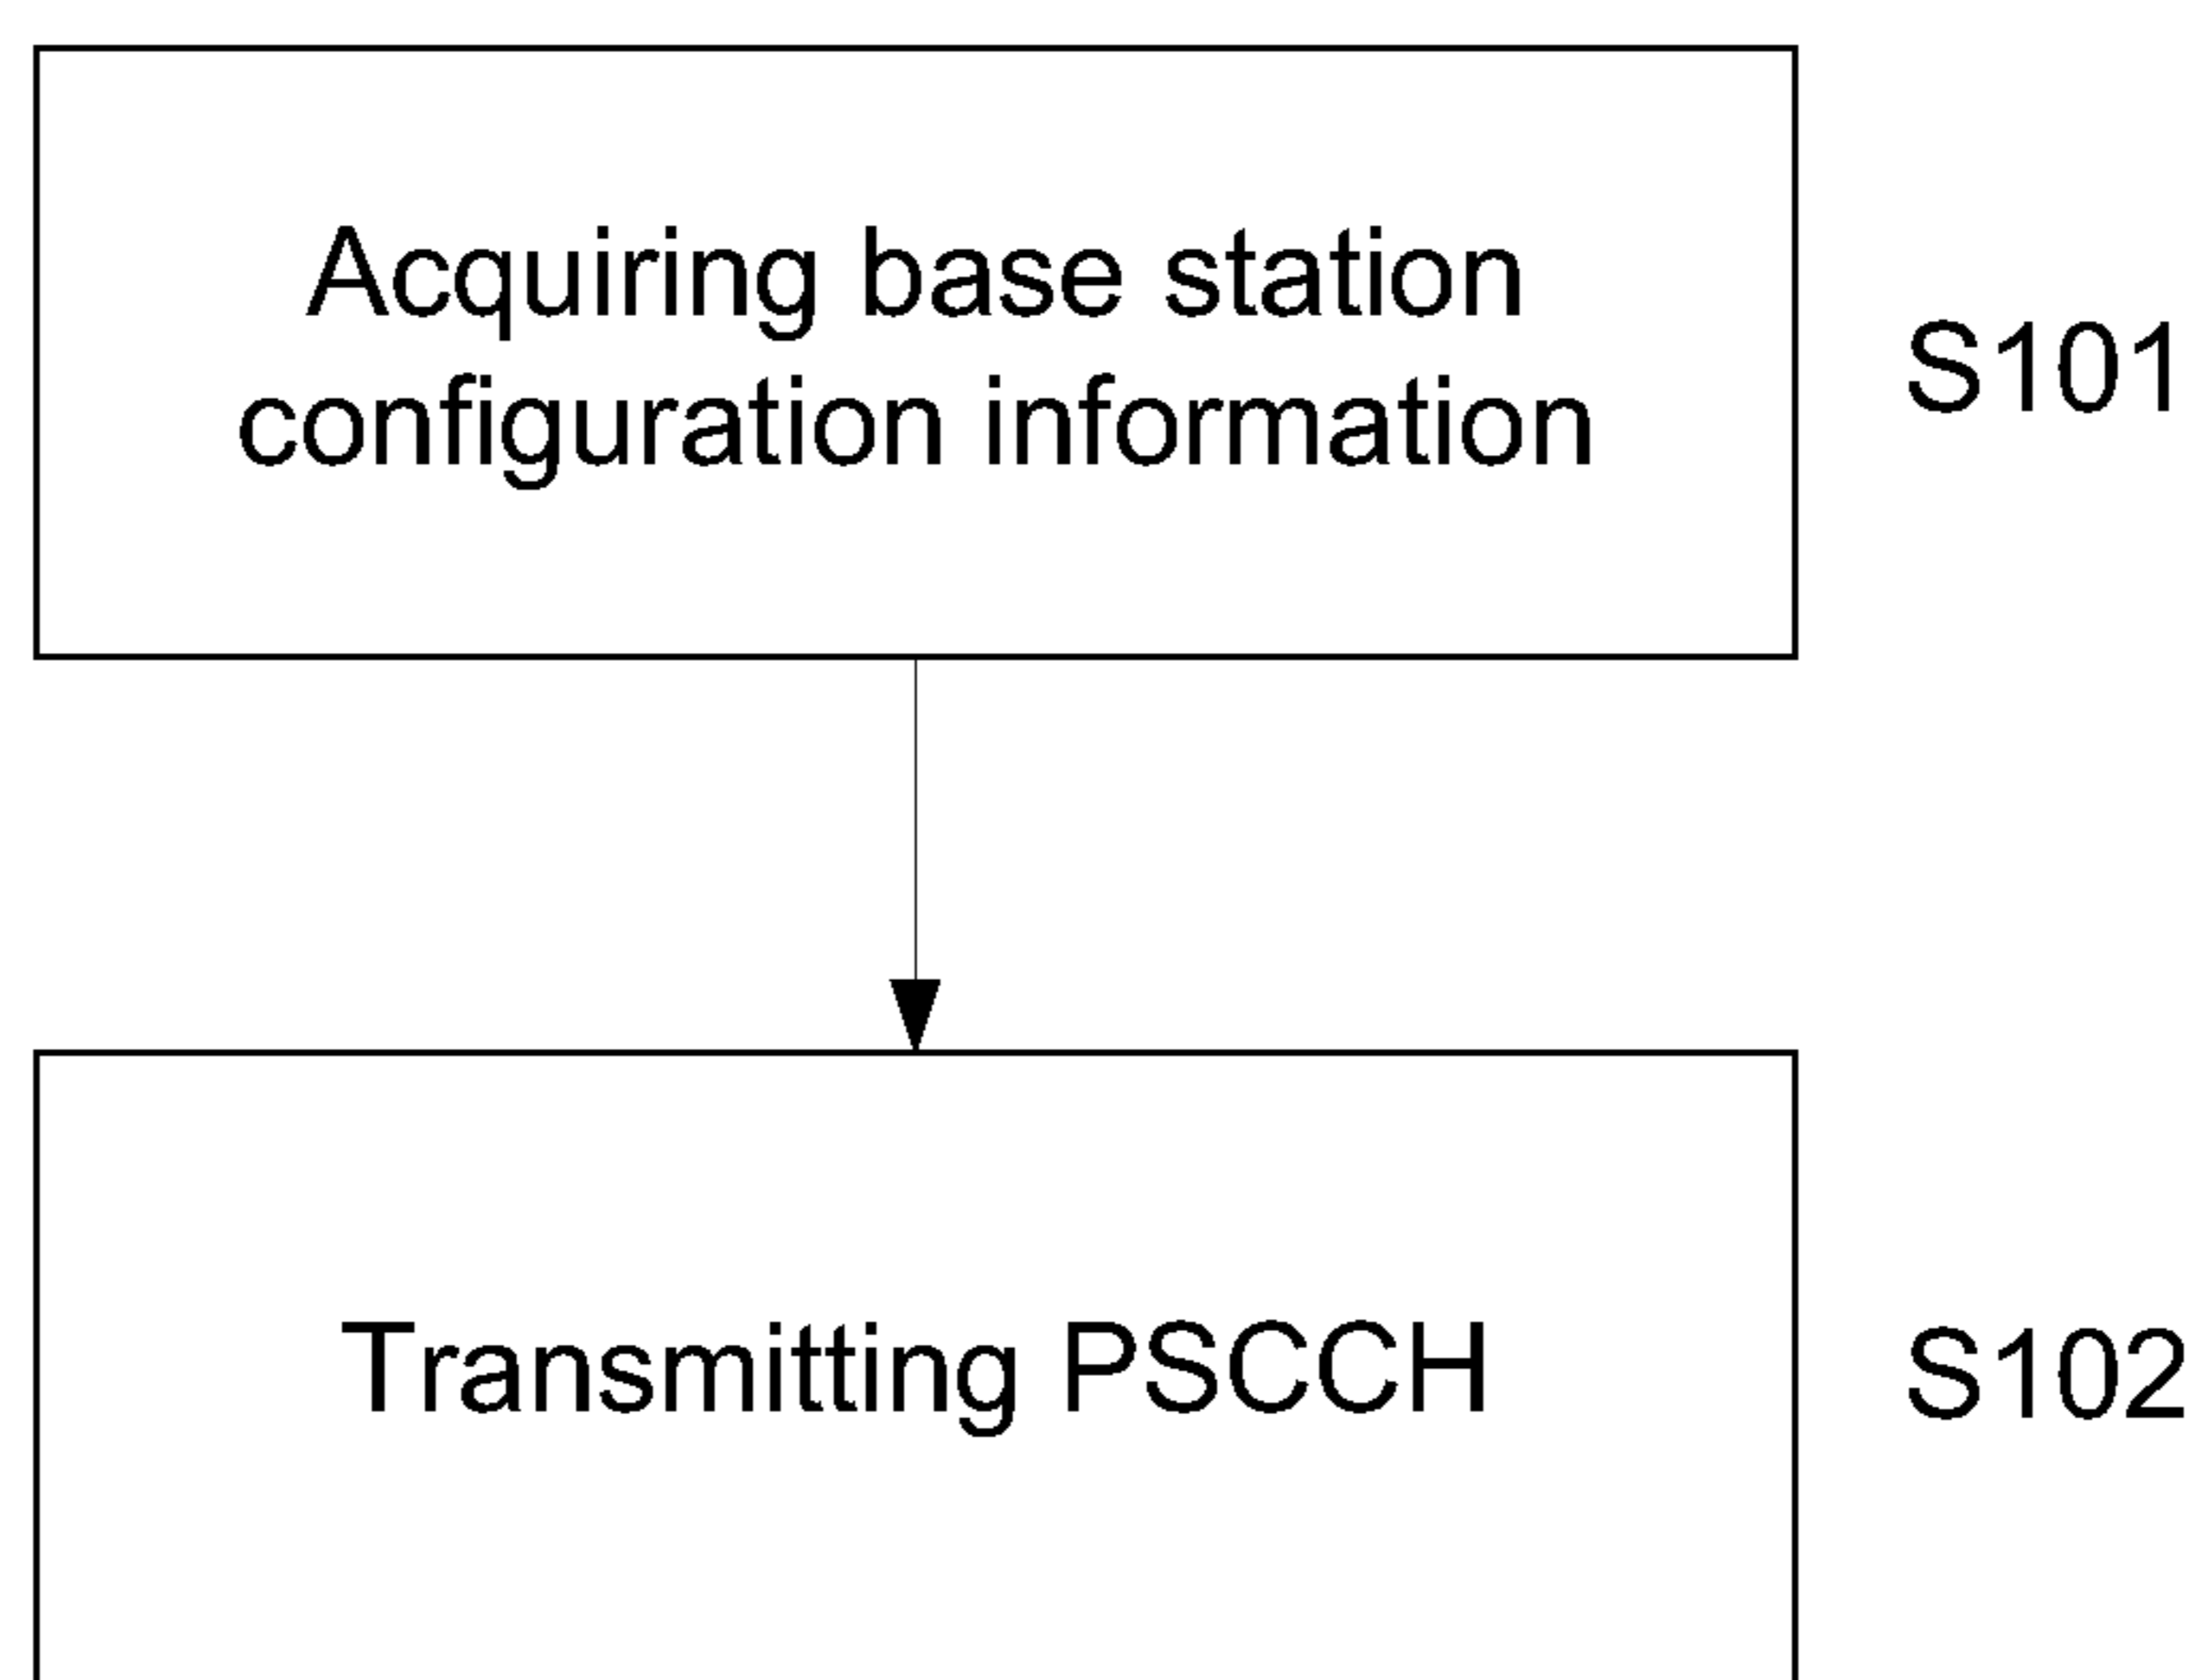 Acquiring base station
configuration information
S101
Transmitting PSCCH
S102